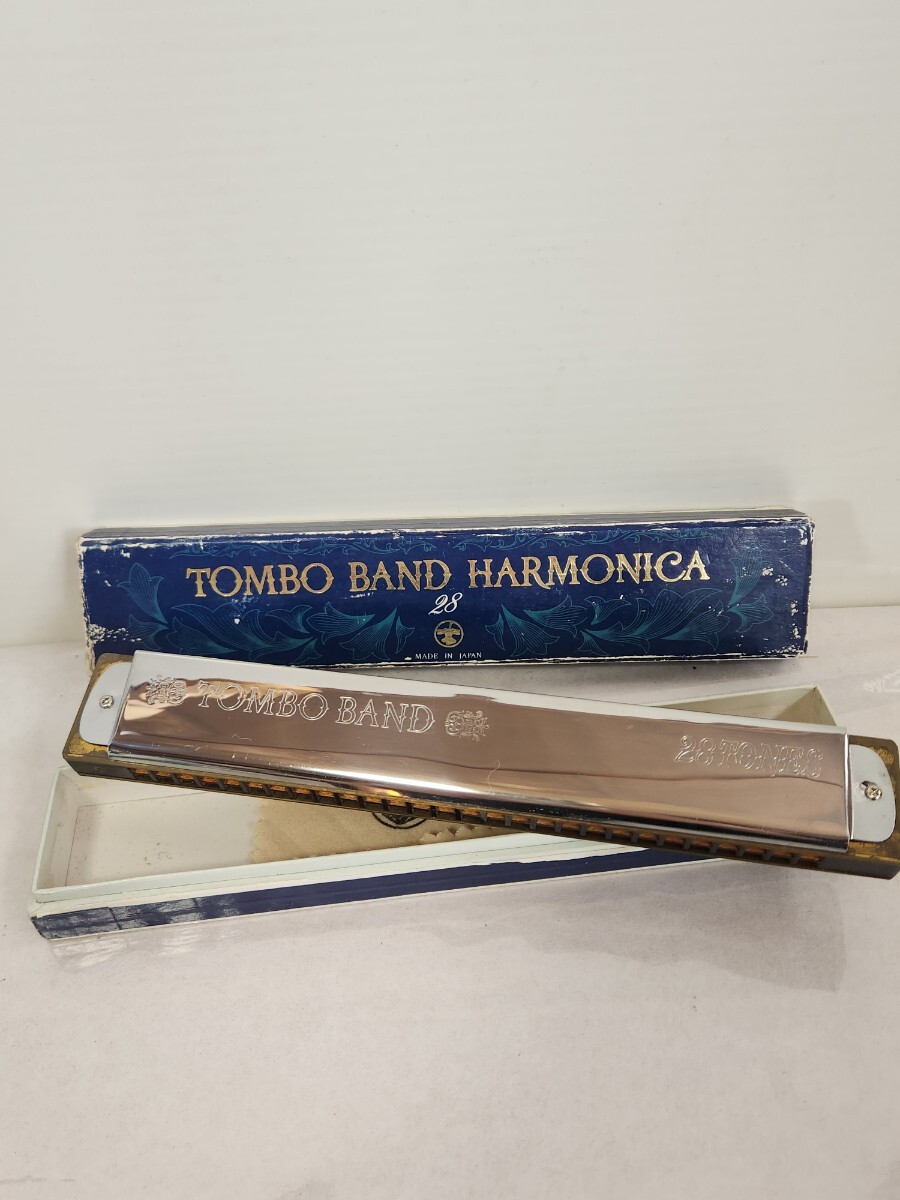 TOMBO BAND HARMONICA
28
MADE IN JAPAN
TOMBO BAND
28 TONES